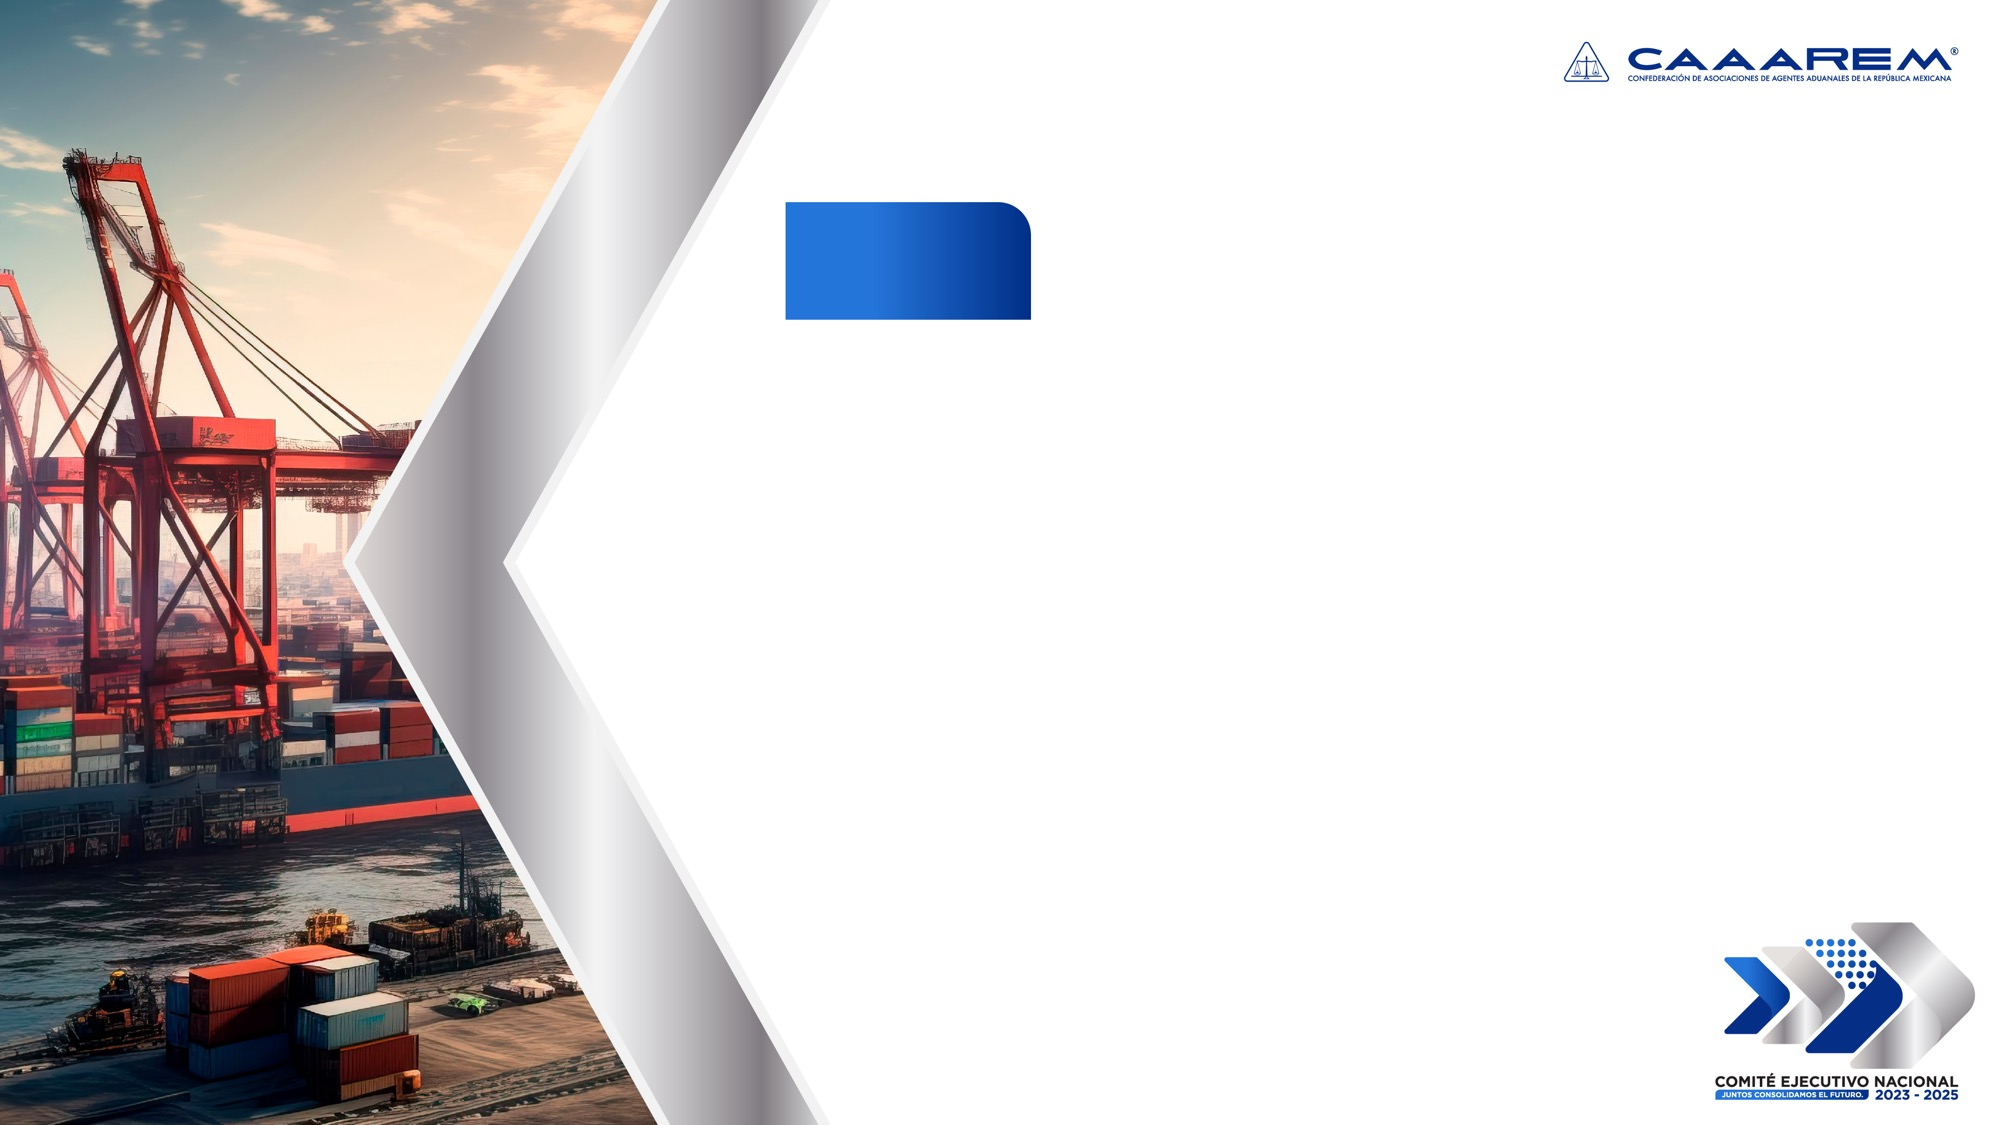 CAAAREM®
CONFEDERACIÓN DE ASOCIACIONES DE AGENTES ADUANALES DE LA REPÚBLICA MEXICANA
COMITÉ EJECUTIVO NACIONAL
JUNTOS CONSOLIDAMOS EL FUTURO. 2023 - 2025